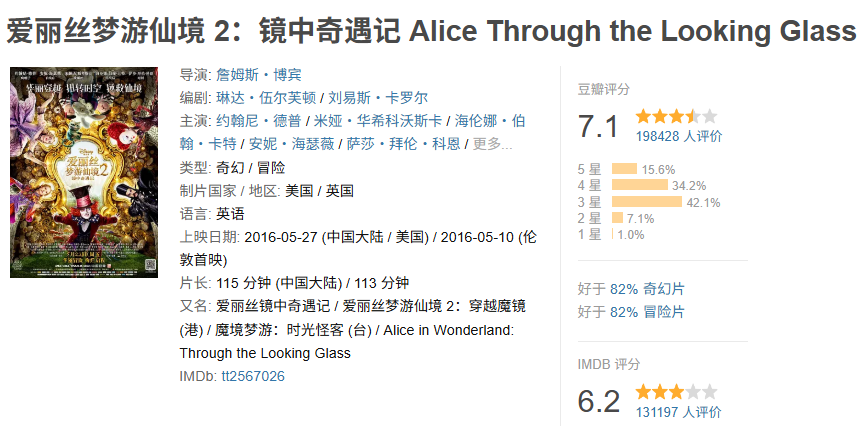 爱丽丝梦游仙境 2：镜中奇遇记 Alice Through the Looking Glass
爱丽丝
梦游仙境2
导演: 詹姆斯・博宾
编剧: 琳达・伍尔芙顿 / 刘易斯・卡罗尔
主演: 约翰尼・德普 / 米娅・华希科沃斯卡 / 海伦娜・伯
翰・卡特 / 安妮・海瑟薇 / 萨莎・拜伦・科恩 / 更多...
类型: 奇幻 / 冒险
制片国家 / 地区: 美国 / 英国
语言: 英语
上映日期: 2016-05-27 (中国大陆 / 美国) / 2016-05-10 (伦
敦首映)
片长: 115 分钟 (中国大陆) / 113 分钟
又名: 爱丽丝镜中奇遇记 / 爱丽丝梦游仙境 2：穿越魔镜
(港) / 魔境梦游：时光怪客 (台) / Alice in Wonderland:
Through the Looking Glass
IMDb: tt2567026
豆瓣评分
7.1
198428 人评价
5 星 15.6%
4 星 34.2%
3 星 42.1%
2 星 7.1%
1 星 1.0%
好于 82% 奇幻片
好于 82% 冒险片
IMDB 评分
6.2
131197 人评价